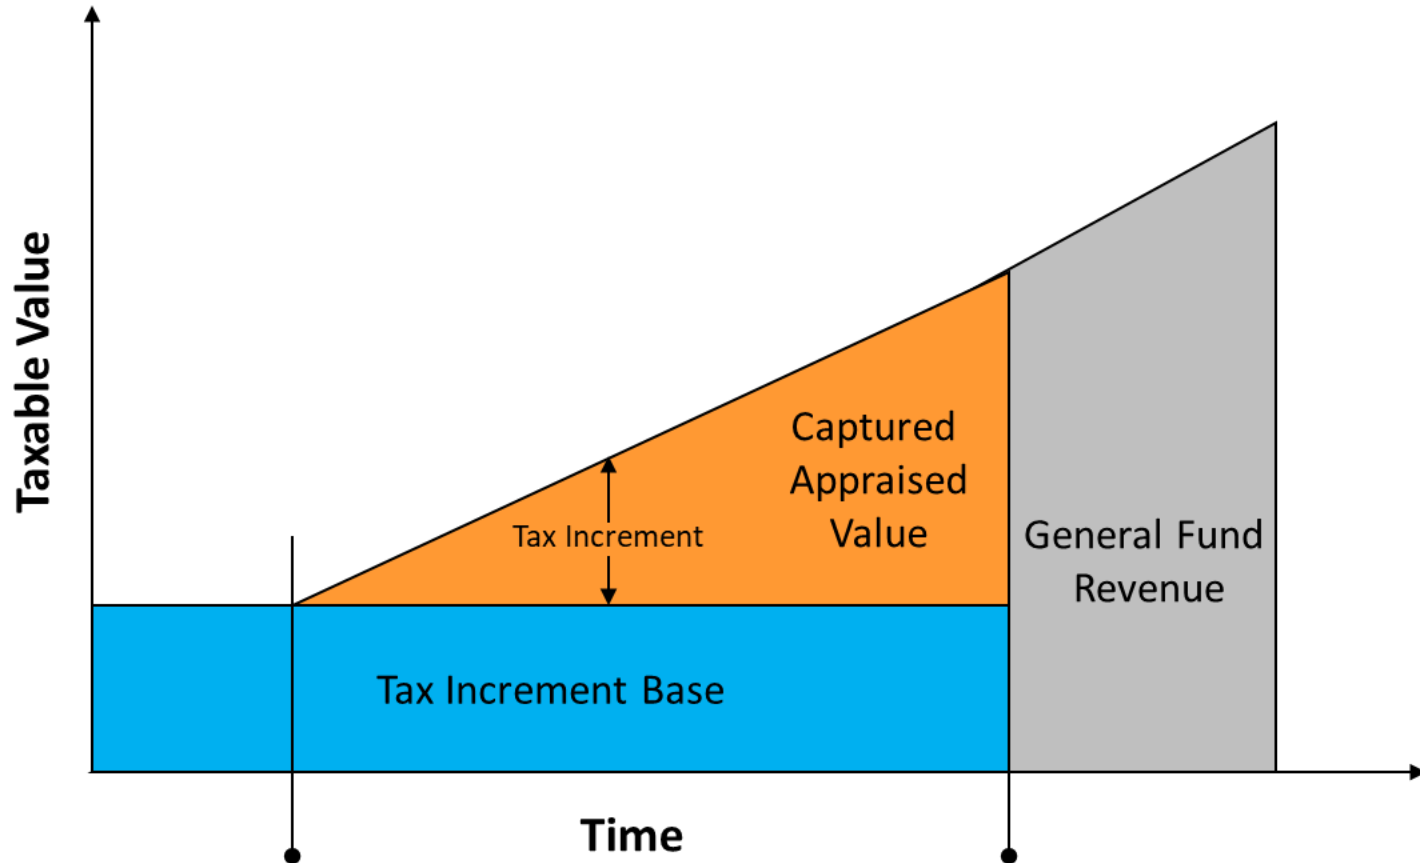 Taxable Value
Captured
Appraised
Value
Tax Increment
General Fund
Revenue
Tax Increment Base
Time